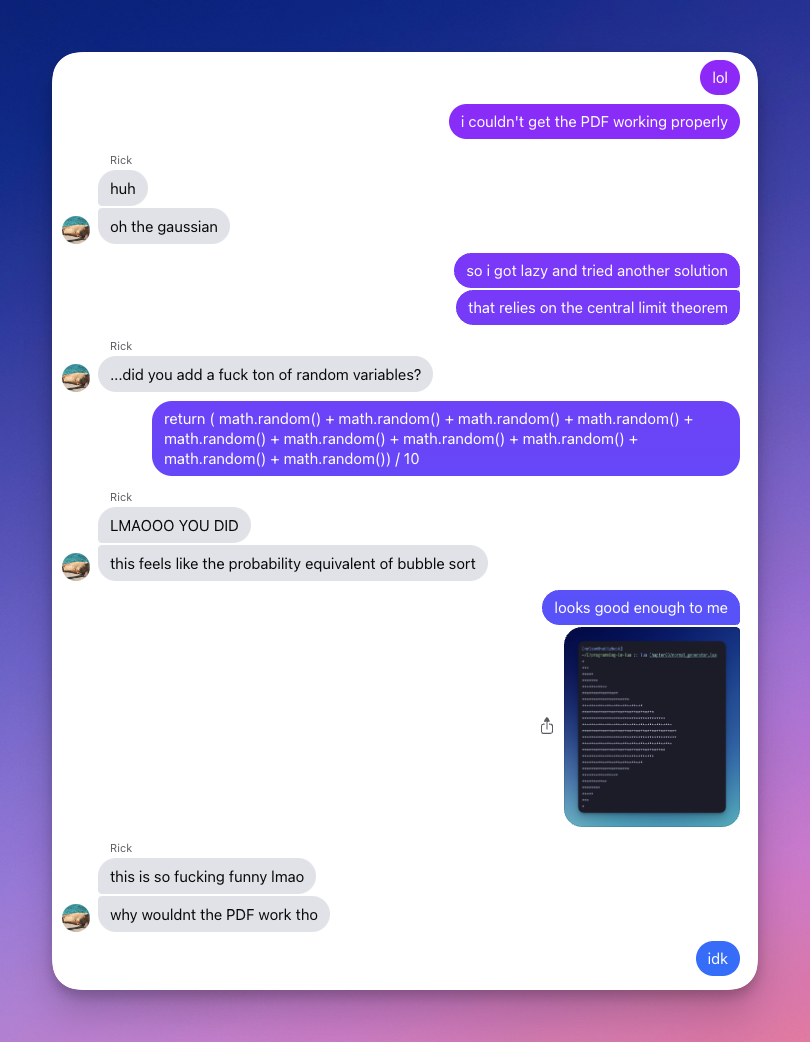 lol
i couldn't get the PDF working properly
Rick
huh
oh the gaussian
so i got lazy and tried another solution
that relies on the central limit theorem
Rick
...did you add a fuck ton of random variables?
return ( math.random() + math.random() + math.random() + math.random() +
math.random() + math.random() + math.random() + math.random() +
math.random() + math.random()) / 10
Rick
LMAOOO YOU DID
this feels like the probability equivalent of bubble sort
looks good enough to me
Rick
this is so fucking funny lmao
why wouldnt the PDF work tho
idk